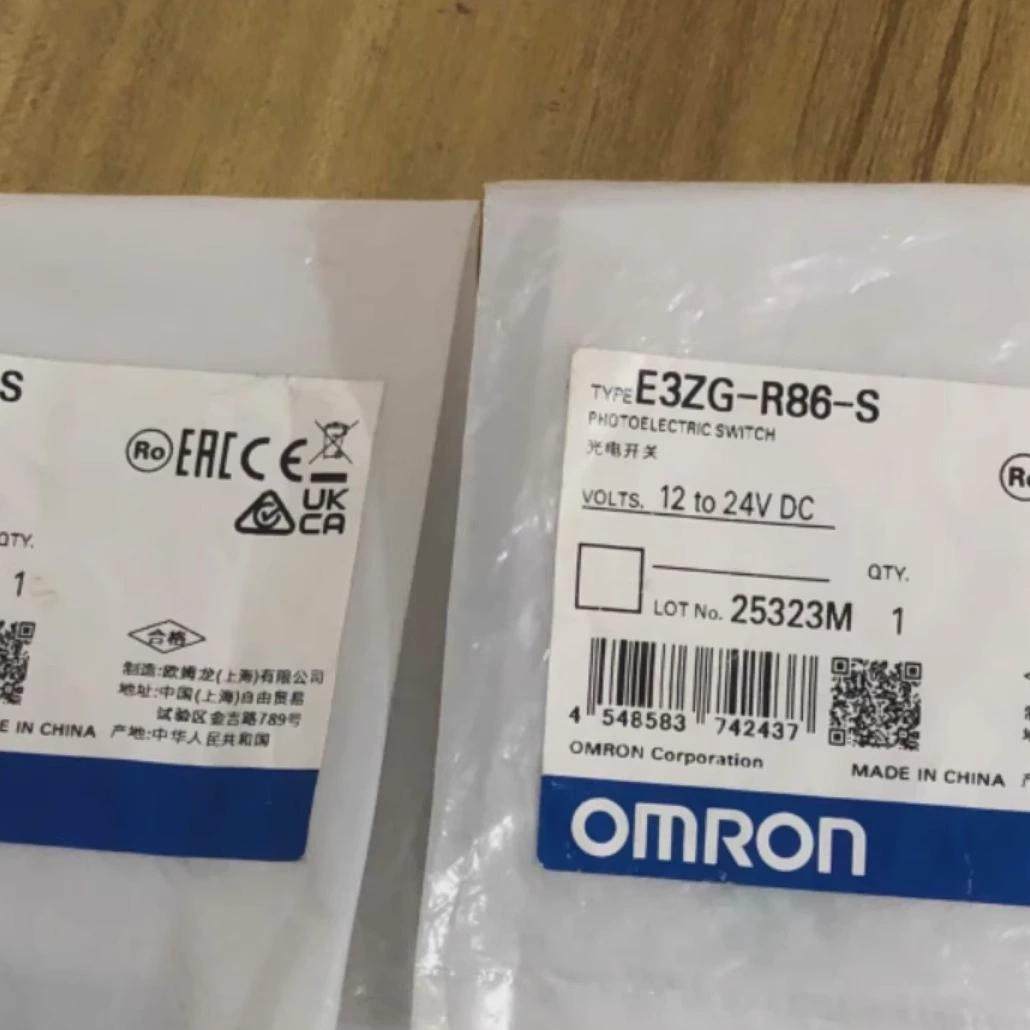 S
Ro EAC CE
UK
CA
QTY.
1
合格
制造:欧姆龙(上海)有限公司
地址:中国(上海)自由贸易
试验区金吉路789号
E IN CHINA 产地:中华人民共和国
TYPE E3ZG-R86-S
PHOTOELECTRIC SWITCH
光电开关
VOLTS. 12 to 24V DC
QTY.
LOT No. 25323M 1
4 548583 742437
OMRON Corporation
MADE IN CHINA
OMRON